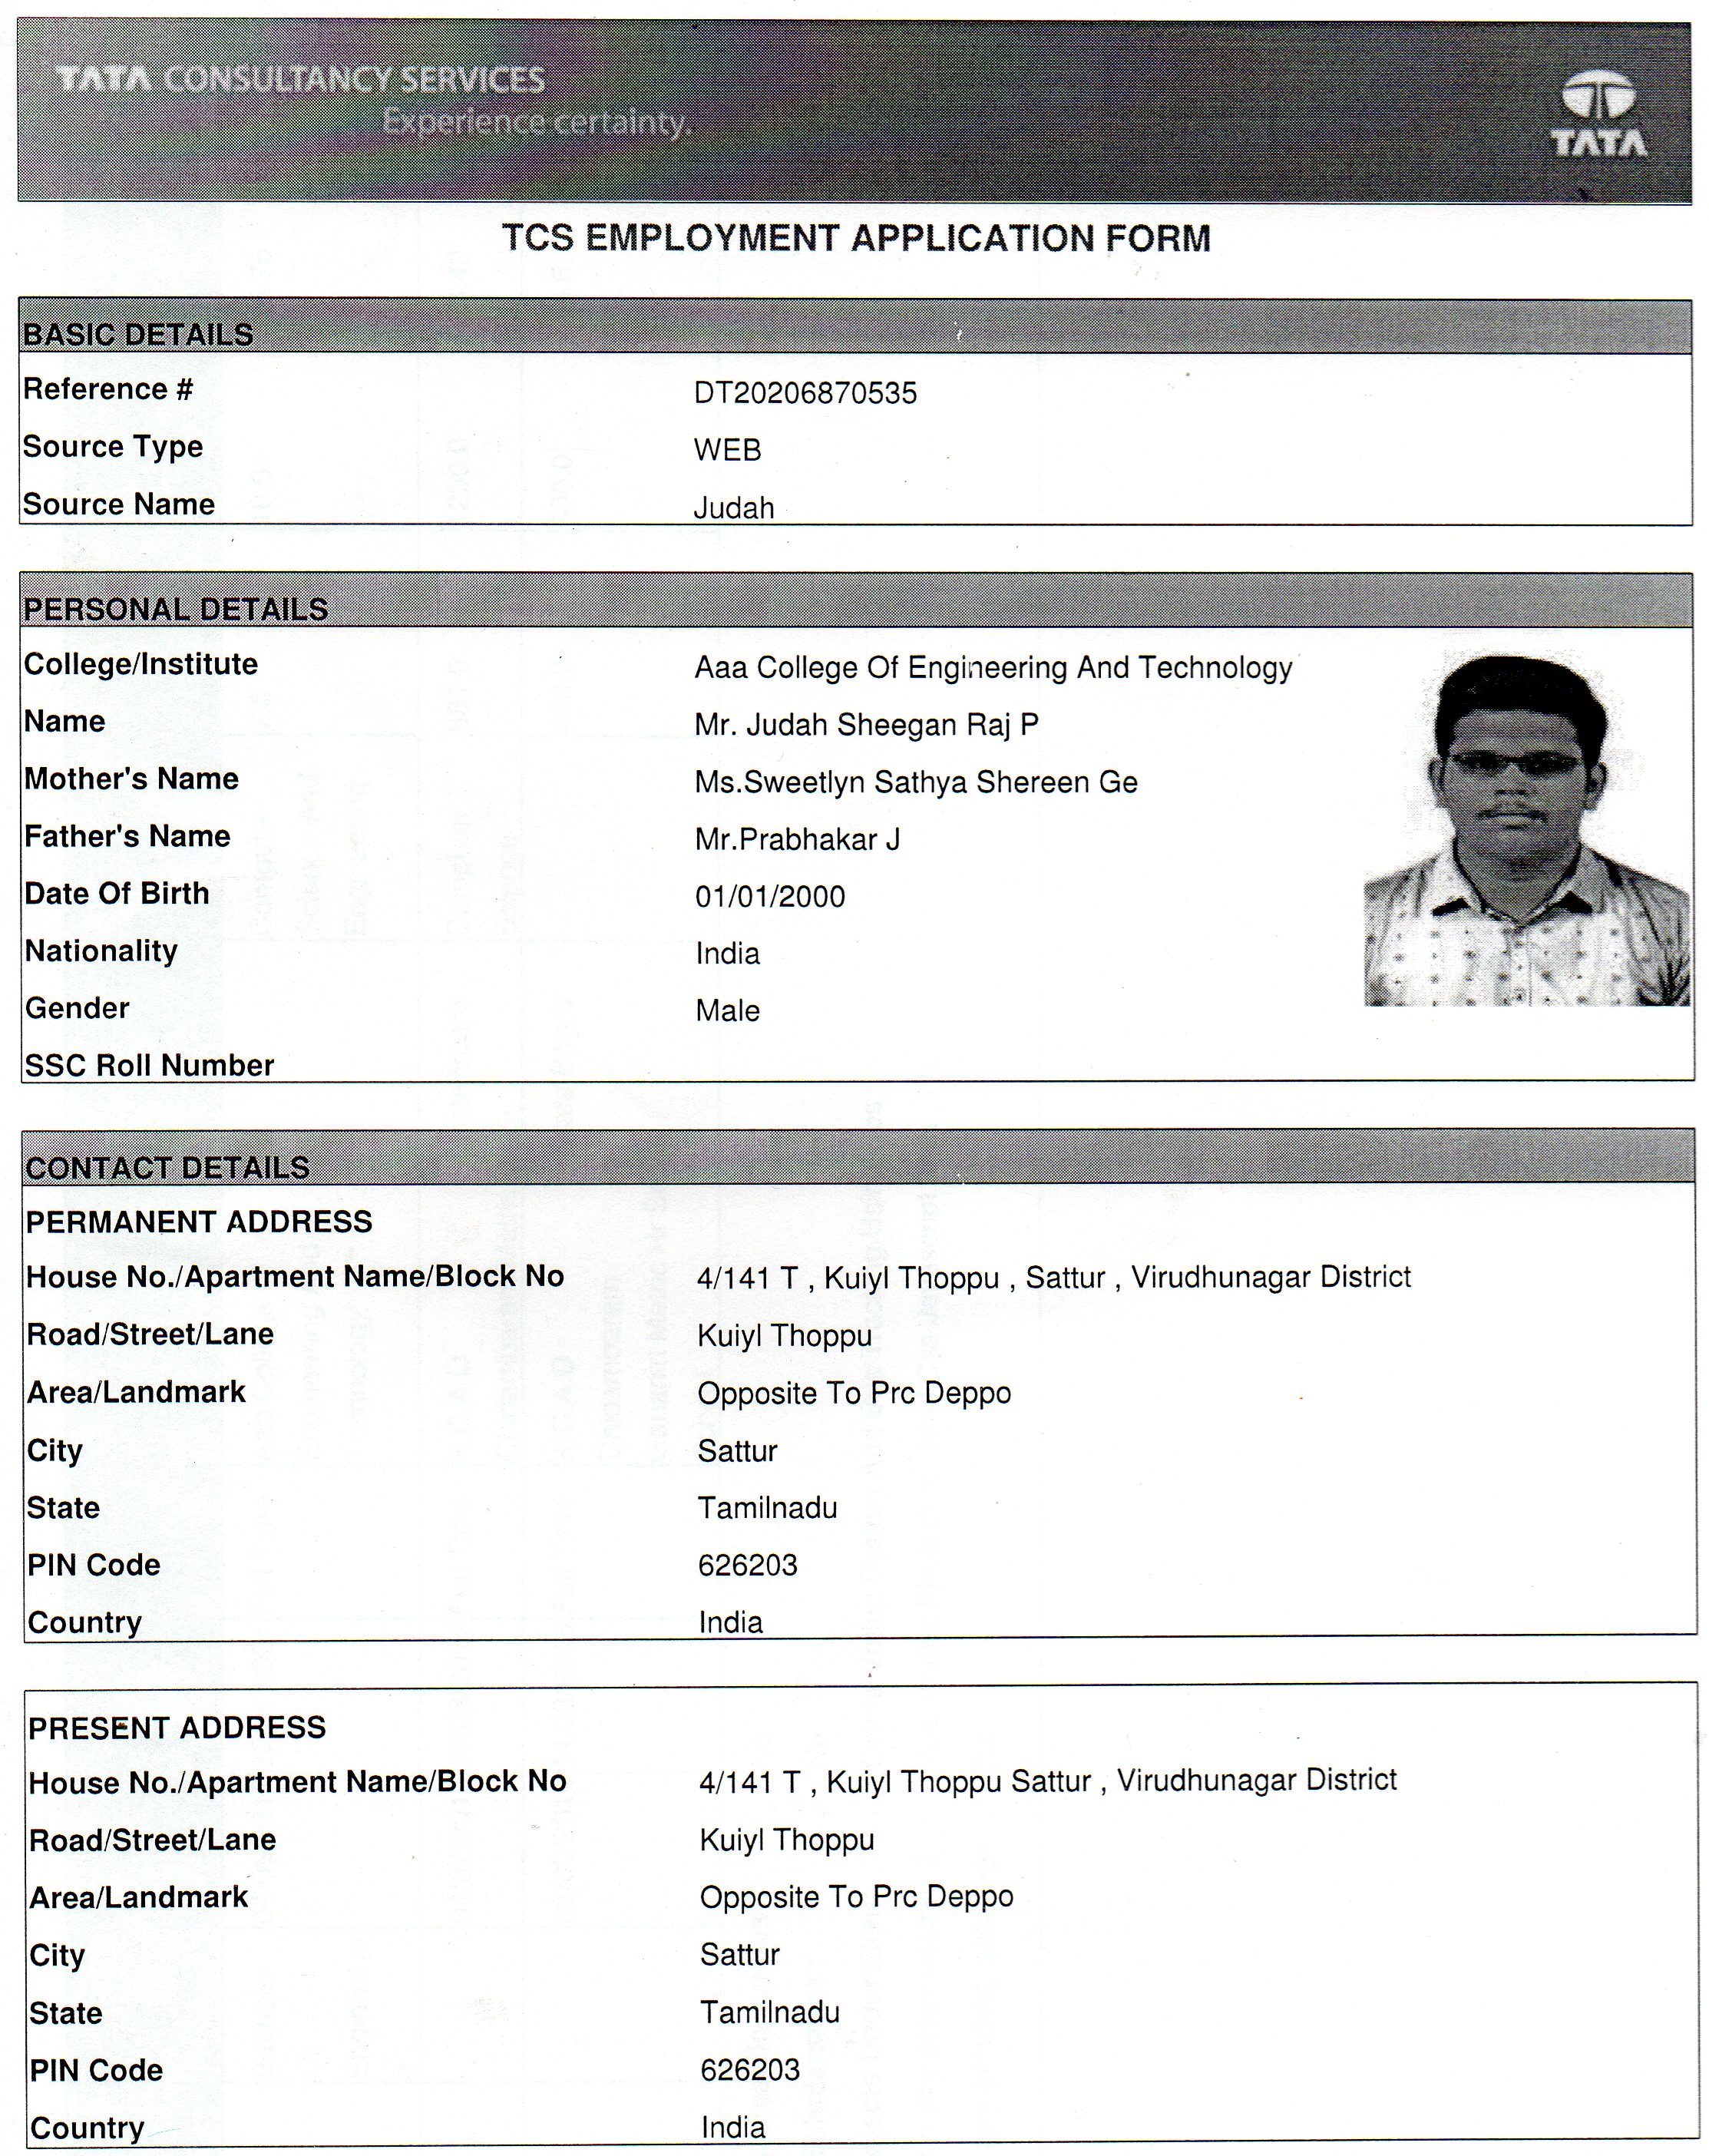 TATA CONSULTANCY SERVICES
Experience certainty.
TATA
TCS EMPLOYMENT APPLICATION FORM
BASIC DETAILS
Reference # DT20206870535
Source Type WEB
Source Name Judah
PERSONAL DETAILS
College/Institute Aaa College Of Engineering And Technology
Name Mr. Judah Sheegan Raj P
Mother's Name Ms.Sweetlyn Sathya Shereen Ge
Father's Name Mr.Prabhakar J
Date Of Birth 01/01/2000
Nationality India
Gender Male
SSC Roll Number
CONTACT DETAILS
PERMANENT ADDRESS
House No./Apartment Name/Block No 4/141 T , Kuiyl Thoppu , Sattur , Virudhunagar District
Road/Street/Lane Kuiyl Thoppu
Area/Landmark Opposite To Prc Deppo
City Sattur
State Tamilnadu
PIN Code 626203
Country India
PRESENT ADDRESS
House No./Apartment Name/Block No 4/141 T , Kuiyl Thoppu Sattur , Virudhunagar District
Road/Street/Lane Kuiyl Thoppu
Area/Landmark Opposite To Prc Deppo
City Sattur
State Tamilnadu
PIN Code 626203
Country India